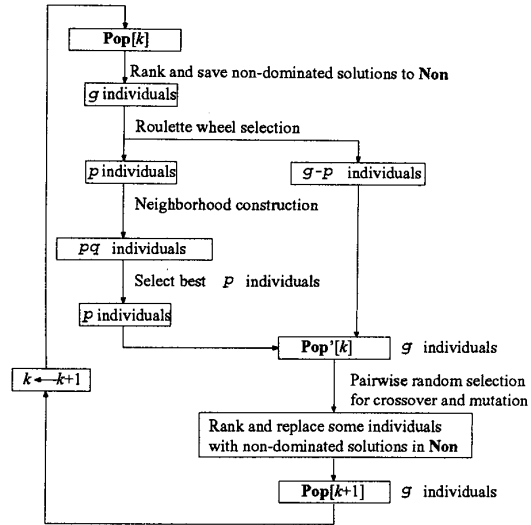 Pop[k]
Rank and save non-dominated solutions to Non
g individuals
Roulette wheel selection
p individuals
g-p individuals
Neighborhood construction
pq individuals
Select best p individuals
p individuals
Pop'[k] g individuals
k←k+1
Pairwise random selection
for crossover and mutation
Rank and replace some individuals
with non-dominated solutions in Non
Pop[k+1] g individuals